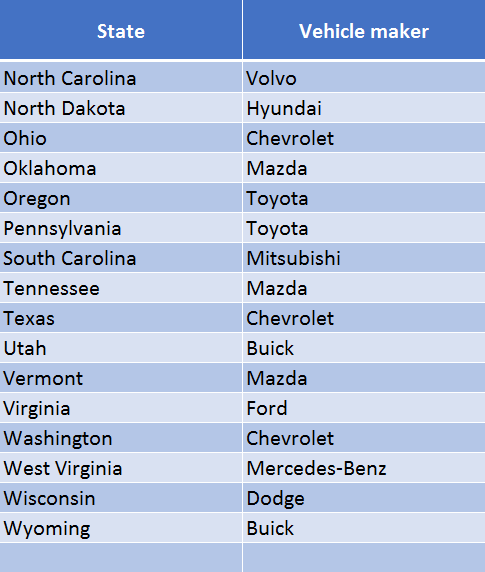 State Vehicle maker
North Carolina Volvo
North Dakota Hyundai
Ohio Chevrolet
Oklahoma Mazda
Oregon Toyota
Pennsylvania Toyota
South Carolina Mitsubishi
Tennessee Mazda
Texas Chevrolet
Utah Buick
Vermont Mazda
Virginia Ford
Washington Chevrolet
West Virginia Mercedes-Benz
Wisconsin Dodge
Wyoming Buick